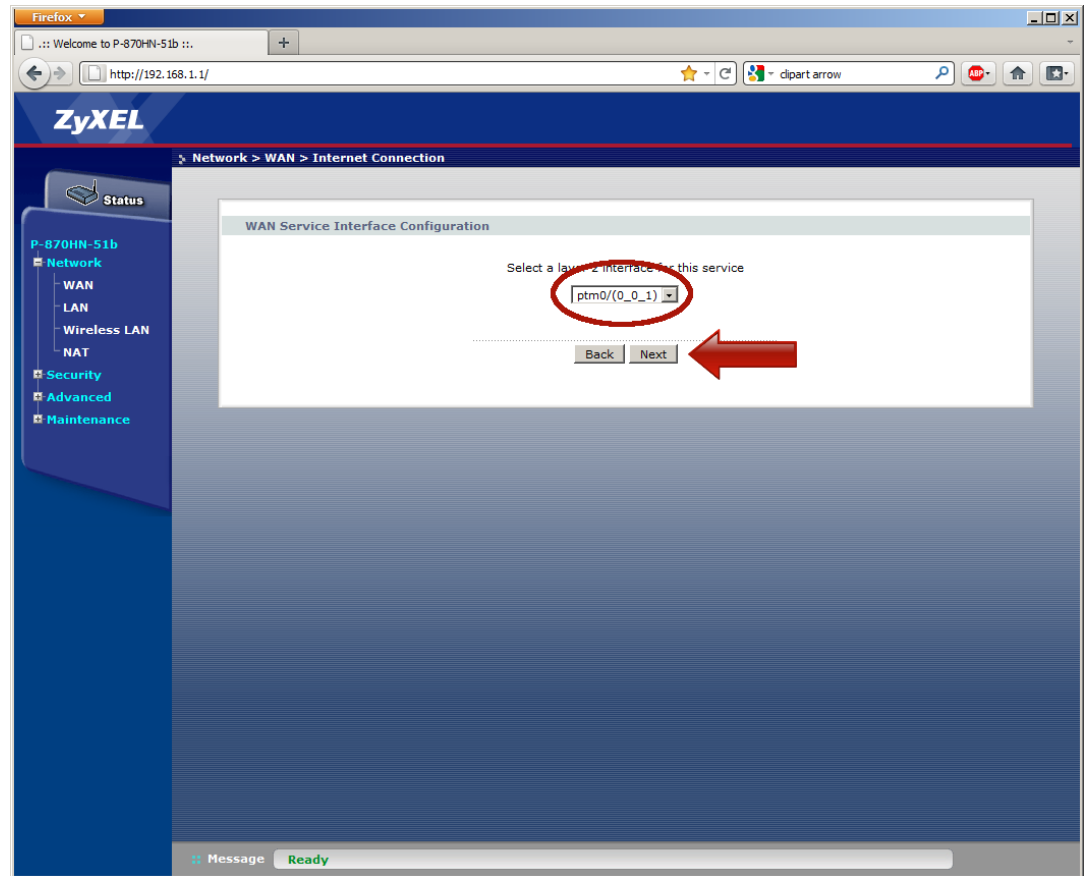 Firefox
.:: Welcome to P-870HN-51b ::.
http://192.168.1.1/
clipart arrow
ABP
ZyXEL
Network > WAN > Internet Connection
Status
WAN Service Interface Configuration
P-870HN-51b
Network
WAN
LAN
Wireless LAN
NAT
Security
Advanced
Maintenance
Select a layer 2 interface for this service
ptm0/(0_0_1)
Back Next
Message Ready